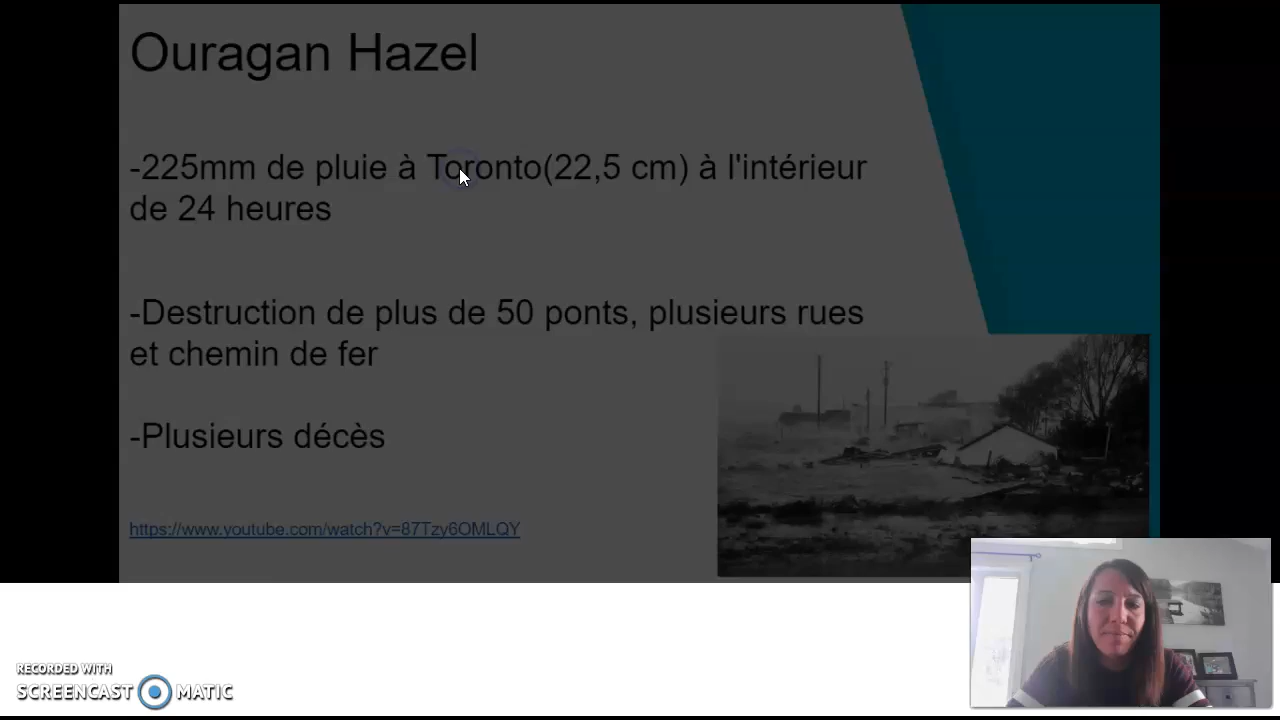 Ouragan Hazel
-225mm de pluie à Toronto(22,5 cm) à l'intérieur
de 24 heures
-Destruction de plus de 50 ponts, plusieurs rues
et chemin de fer
-Plusieurs décès
https://www.youtube.com/watch?v=87Tzy6OMLQY
RECORDED WITH
SCREENCAST MATIC